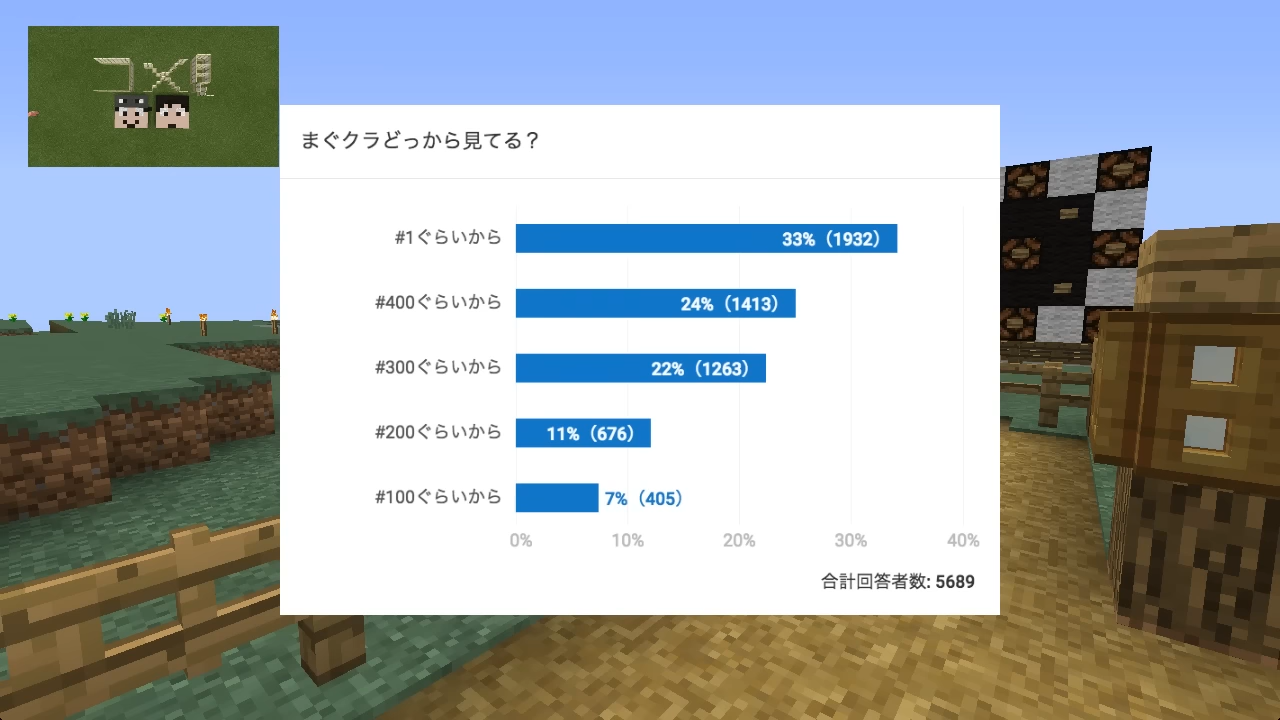 コメ欄
まぐクラどっから見てる？
#1ぐらいから 33%（1932）
#400ぐらいから 24%（1413）
#300ぐらいから 22%（1263）
#200ぐらいから 11%（676）
#100ぐらいから 7%（405）
0% 10% 20% 30% 40%
合計回答者数: 5689